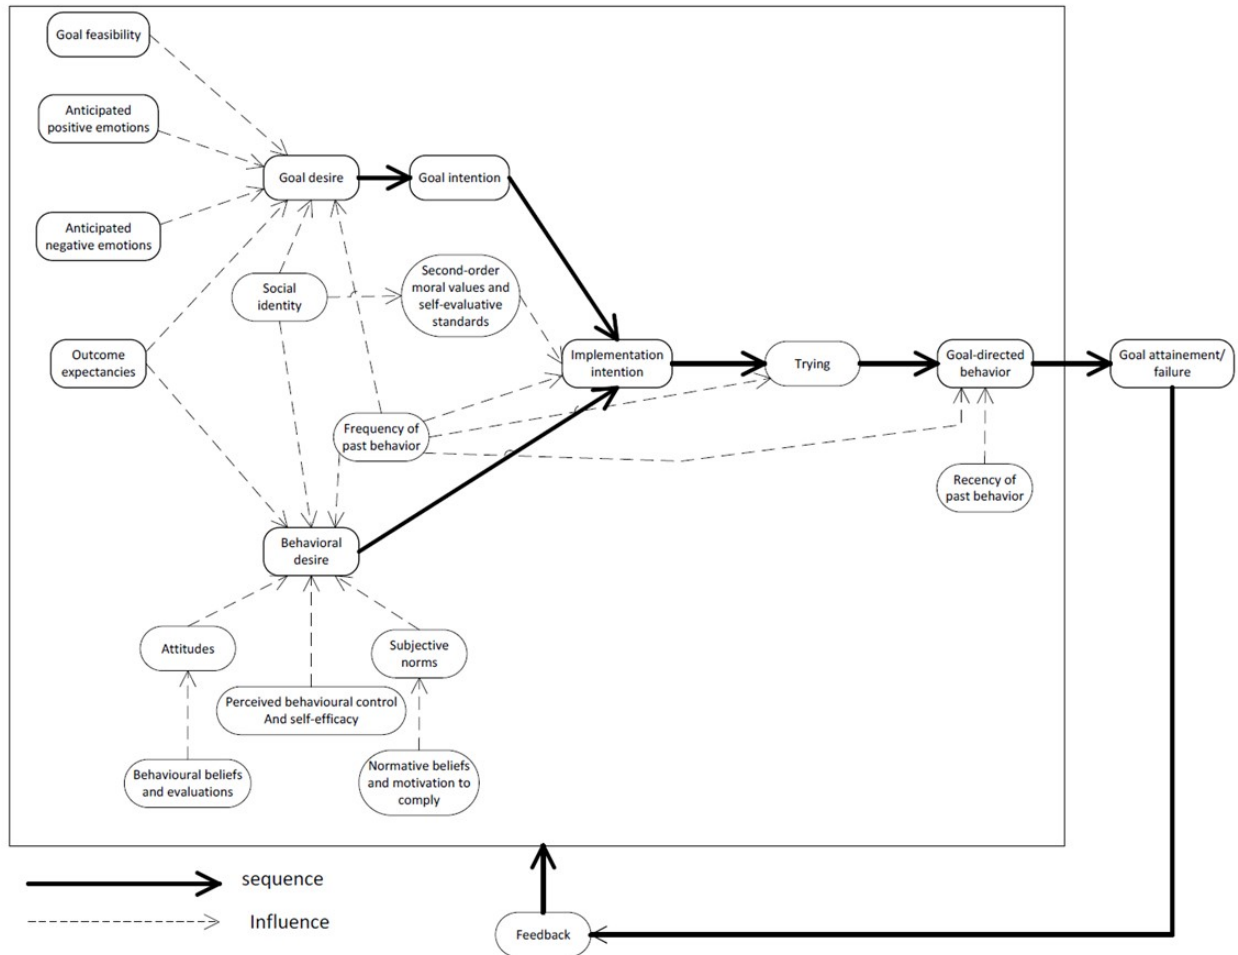 Goal feasibility
Anticipated
positive emotions
Goal desire
Goal intention
Anticipated
negative emotions
Social
identity
Second-order
moral values and
self-evaluative
standards
Outcome
expectancies
Implementation
intention
Trying
Goal-directed
behavior
Goal attainement/
failure
Frequency of
past behavior
Recency of
past behavior
Behavioral
desire
Attitudes
Subjective
norms
Perceived behavioural control
And self-efficacy
Behavioural beliefs
and evaluations
Normative beliefs
and motivation to
comply
sequence
Influence
Feedback